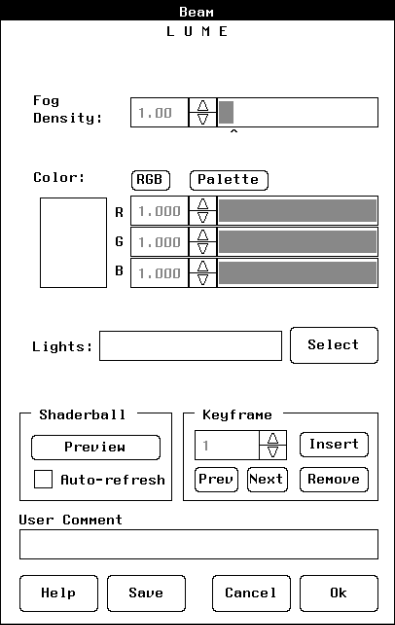 Beam
L U M E
Fog
Density:
1.00
Color:
RGB
Palette
R
1.000
G
1.000
B
1.000
Lights:
Select
Shaderball
Keyframe
Preview
1
Insert
Auto-refresh
Prev
Next
Remove
User Comment
Help
Save
Cancel
Ok